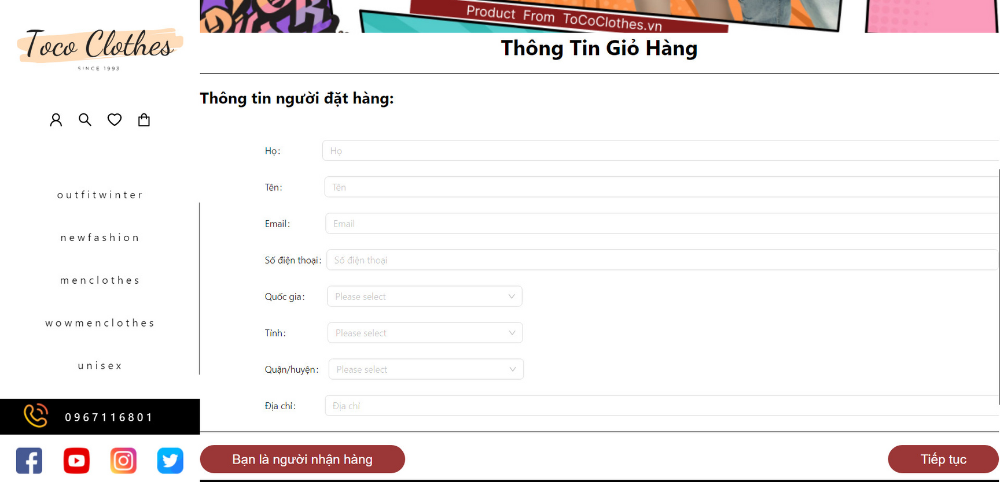 Toco Clothes
SINCE 1993
outfitwinter
newfashion
menclothes
wowmenclothes
unisex
0967116801
Product From ToCoClothes.vn
Thông Tin Giỏ Hàng
Thông tin người đặt hàng:
Họ: Họ
Tên: Tên
Email: Email
Số điện thoại: Số điện thoại
Quốc gia: Please select
Tỉnh: Please select
Quận/huyện: Please select
Địa chỉ: Địa chỉ
Bạn là người nhận hàng
Tiếp tục